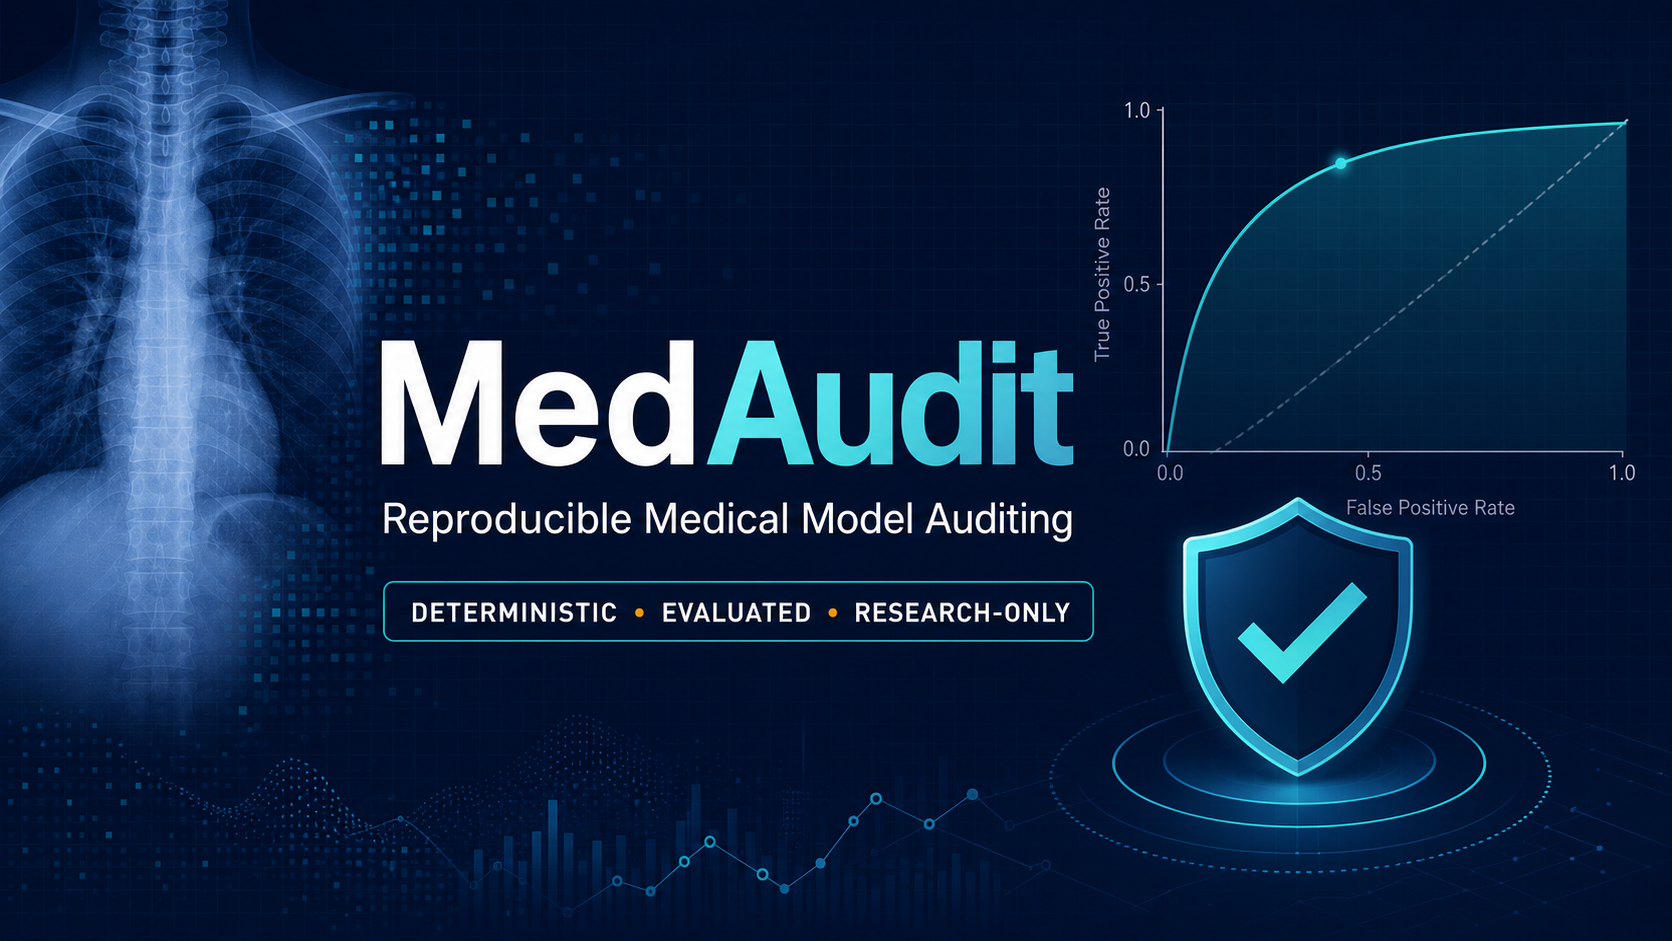 MedAudit
Reproducible Medical Model Auditing
DETERMINISTIC • EVALUATED • RESEARCH-ONLY
True Positive Rate
1.0
0.5
0.0
0.0 0.5 1.0
False Positive Rate